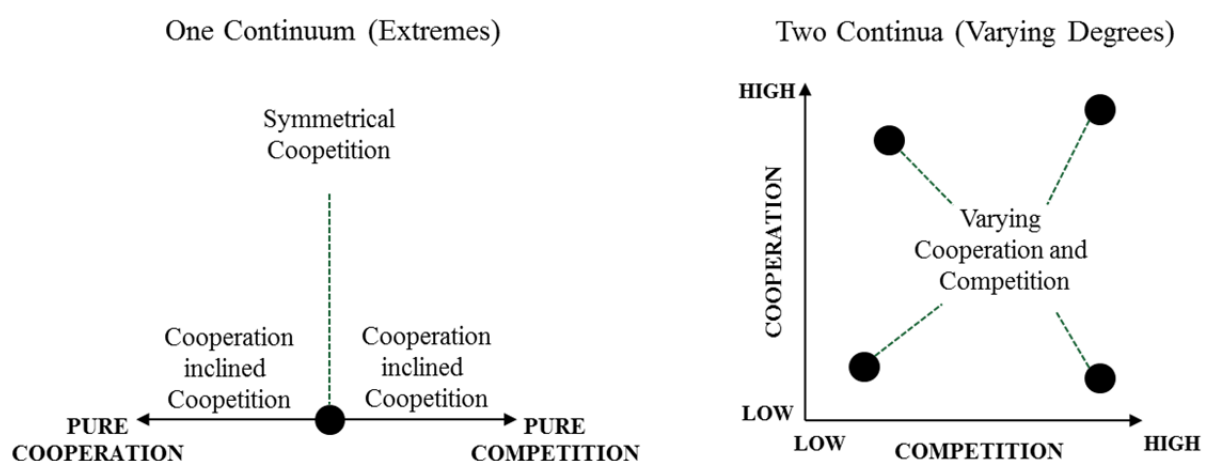 One Continuum (Extremes)
Symmetrical
Coopetition
Cooperation
inclined
Coopetition
Cooperation
inclined
Coopetition
PURE
COOPERATION
PURE
COMPETITION
Two Continua (Varying Degrees)
HIGH
COOPERATION
Varying
Cooperation and
Competition
LOW
LOW
COMPETITION
HIGH